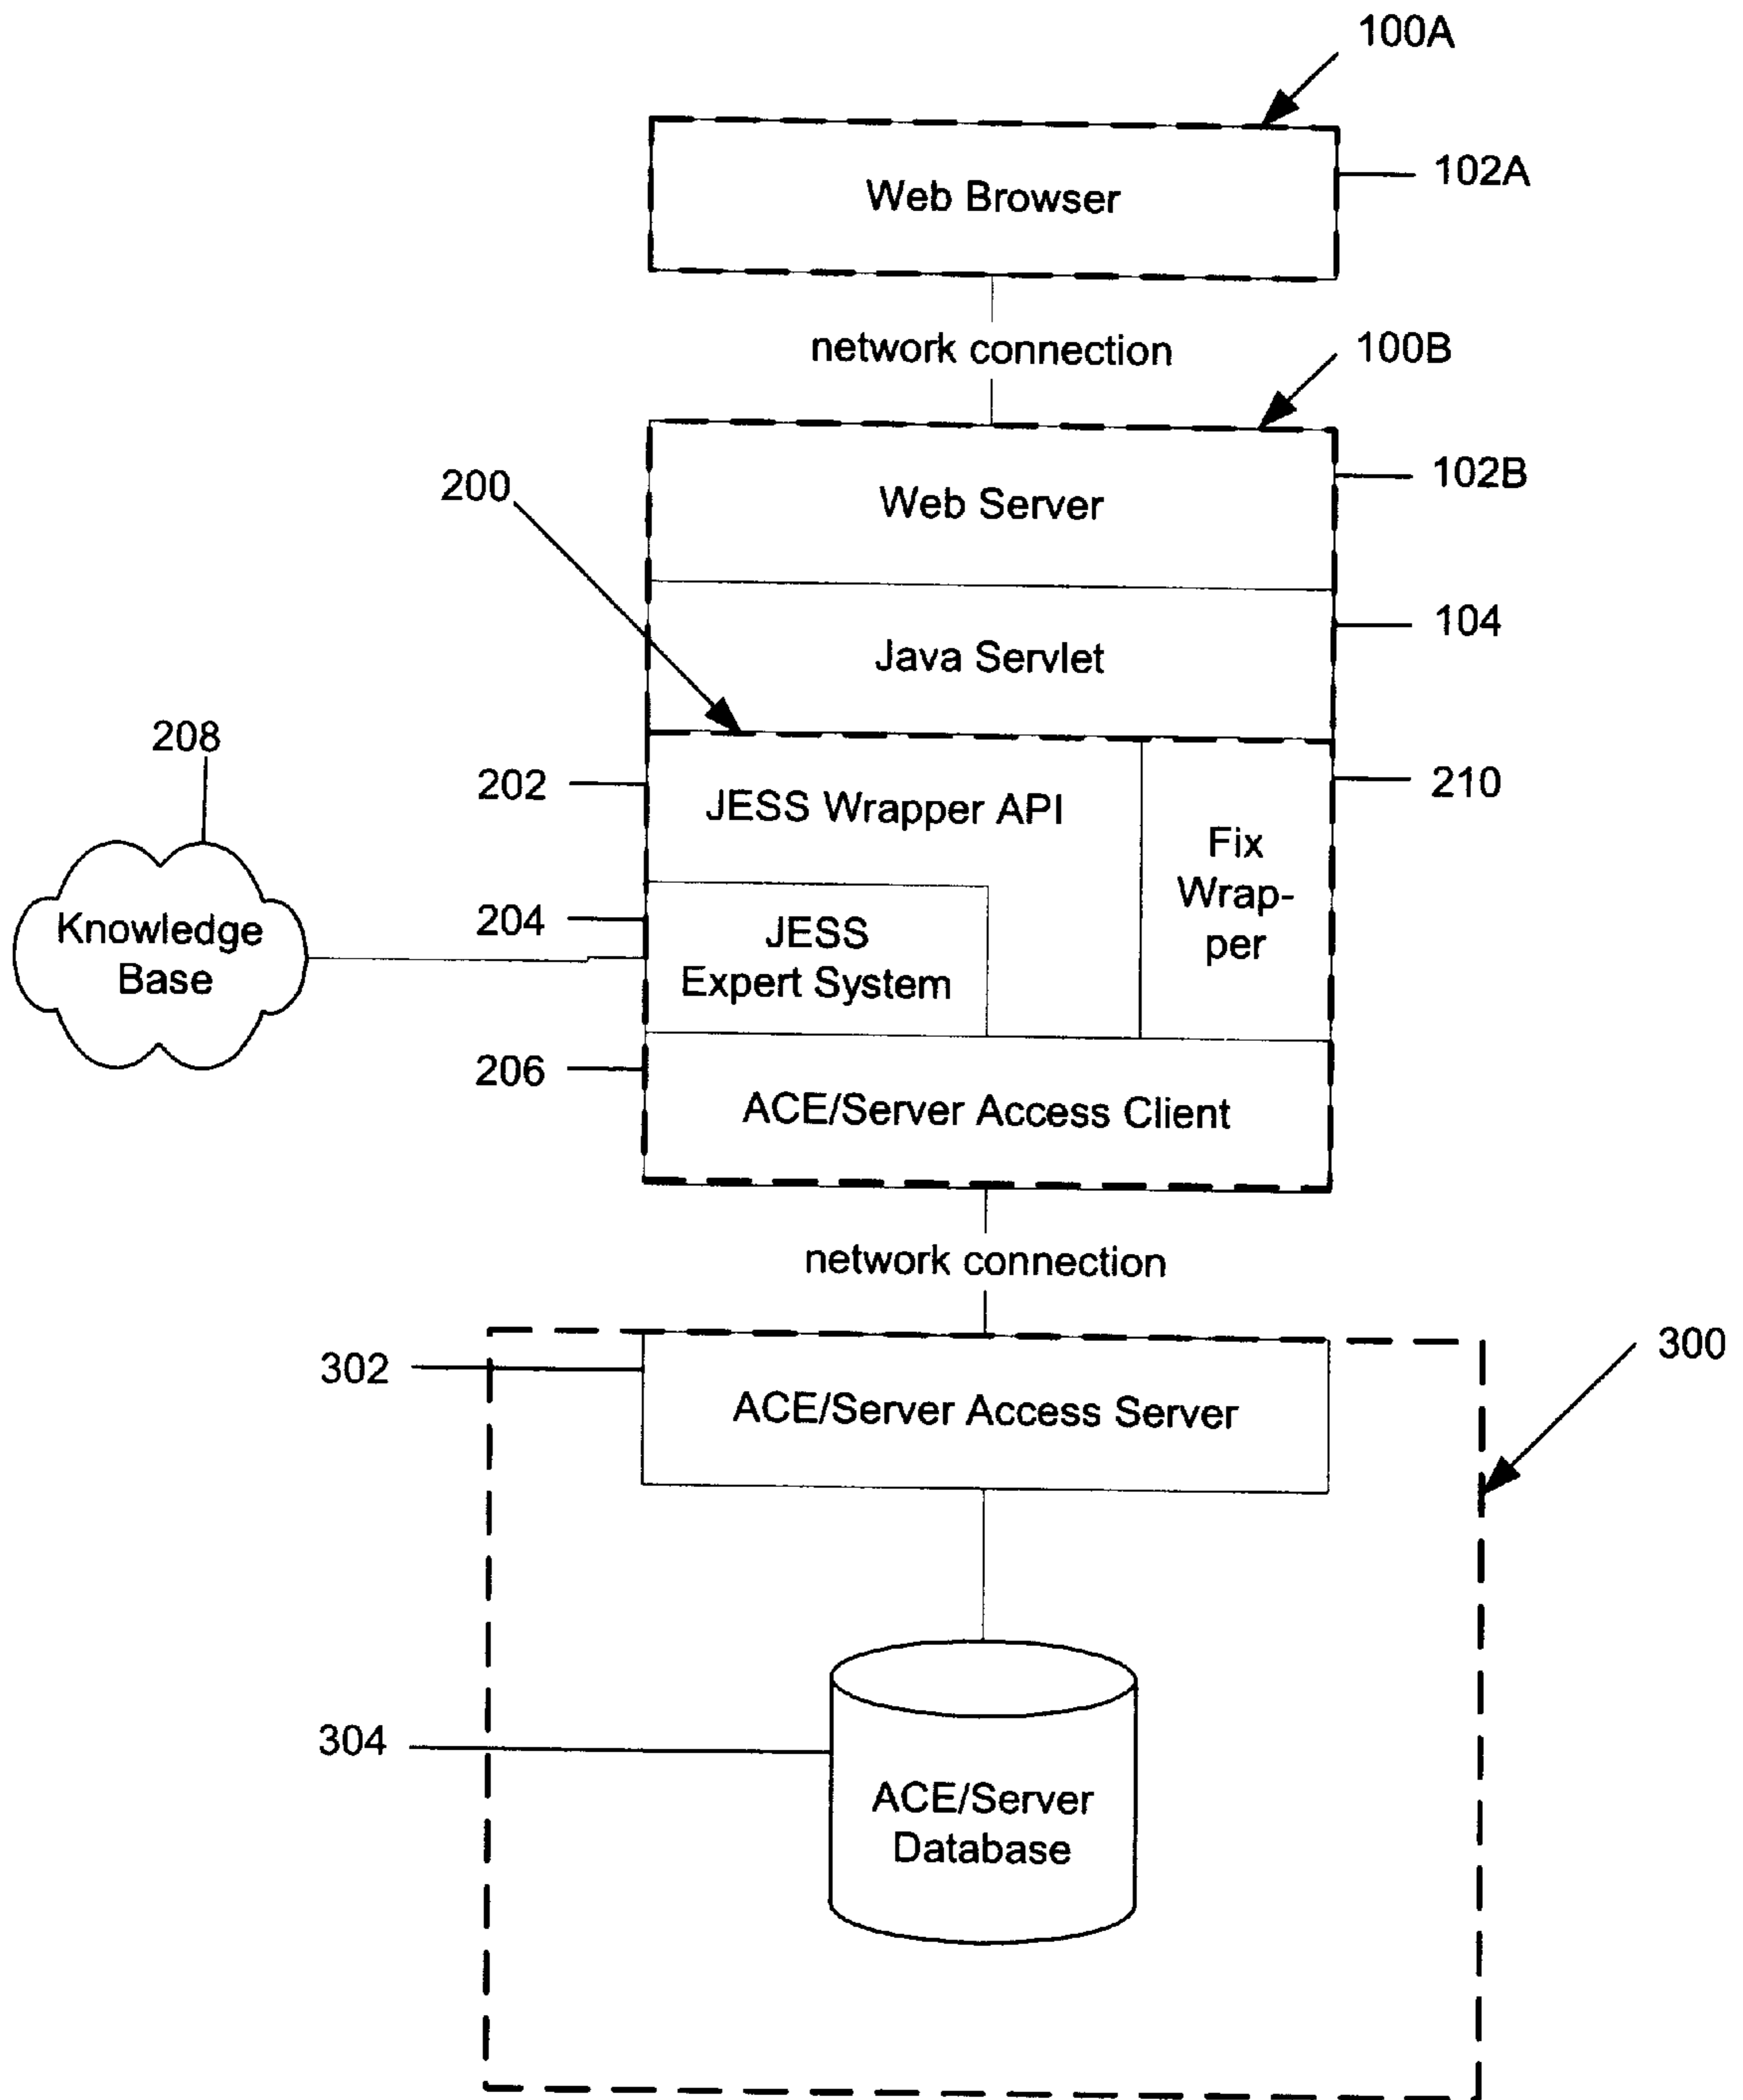 100A
102A
Web Browser
network connection
100B
102B
200
Web Server
104
Java Servlet
208
202
210
JESS Wrapper API
Fix
Wrap-
per
204
Knowledge
Base
JESS
Expert System
206
ACE/Server Access Client
network connection
302
300
ACE/Server Access Server
304
ACE/Server
Database